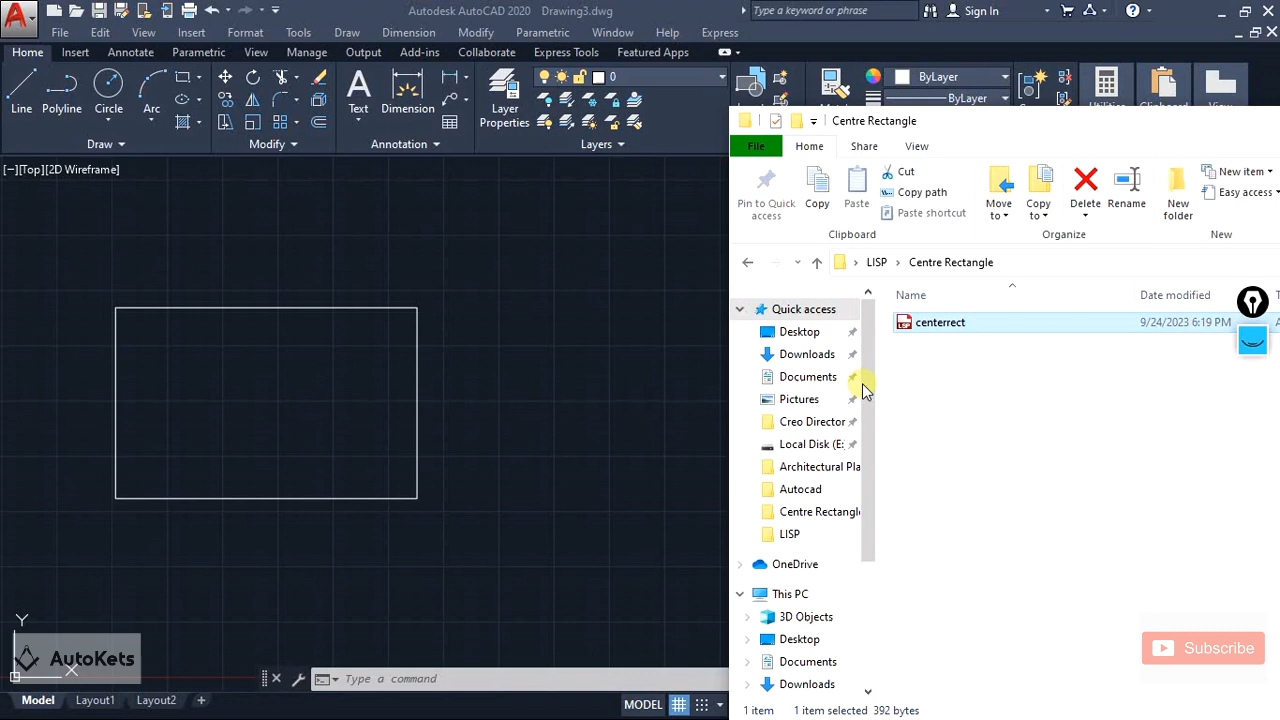 Autodesk AutoCAD 2020 Drawing3.dwg
Type a keyword or phrase
Sign In
File Edit View Insert Format Tools Draw Dimension Modify Parametric Window Help Express
Home Insert Annotate Parametric View Manage Output Add-ins Collaborate Express Tools Featured Apps
Line
Polyline
Circle
Arc
Draw
Modify
Text
Dimension
Annotation
Layer
Properties
0
Layers
ByLayer
ByLayer
Utilities
Clipboard
View
[−][Top][2D Wireframe]
Centre Rectangle
File Home Share View
Pin to Quick
access
Copy
Paste
Cut
Copy path
Paste shortcut
Clipboard
Move
to
Copy
to
Delete
Rename
Organize
New
folder
New item
Easy access
New
LISP › Centre Rectangle
Name
Date modified
centerrect
9/24/2023 6:19 PM
Quick access
Desktop
Downloads
Documents
Pictures
Creo Director
Local Disk (E:
Architectural Pla
Autocad
Centre Rectangle
LISP
OneDrive
This PC
3D Objects
Desktop
Documents
Downloads
Subscribe
Y
X
AutoKets
Type a command
Model Layout1 Layout2
MODEL
1 item 1 item selected 392 bytes